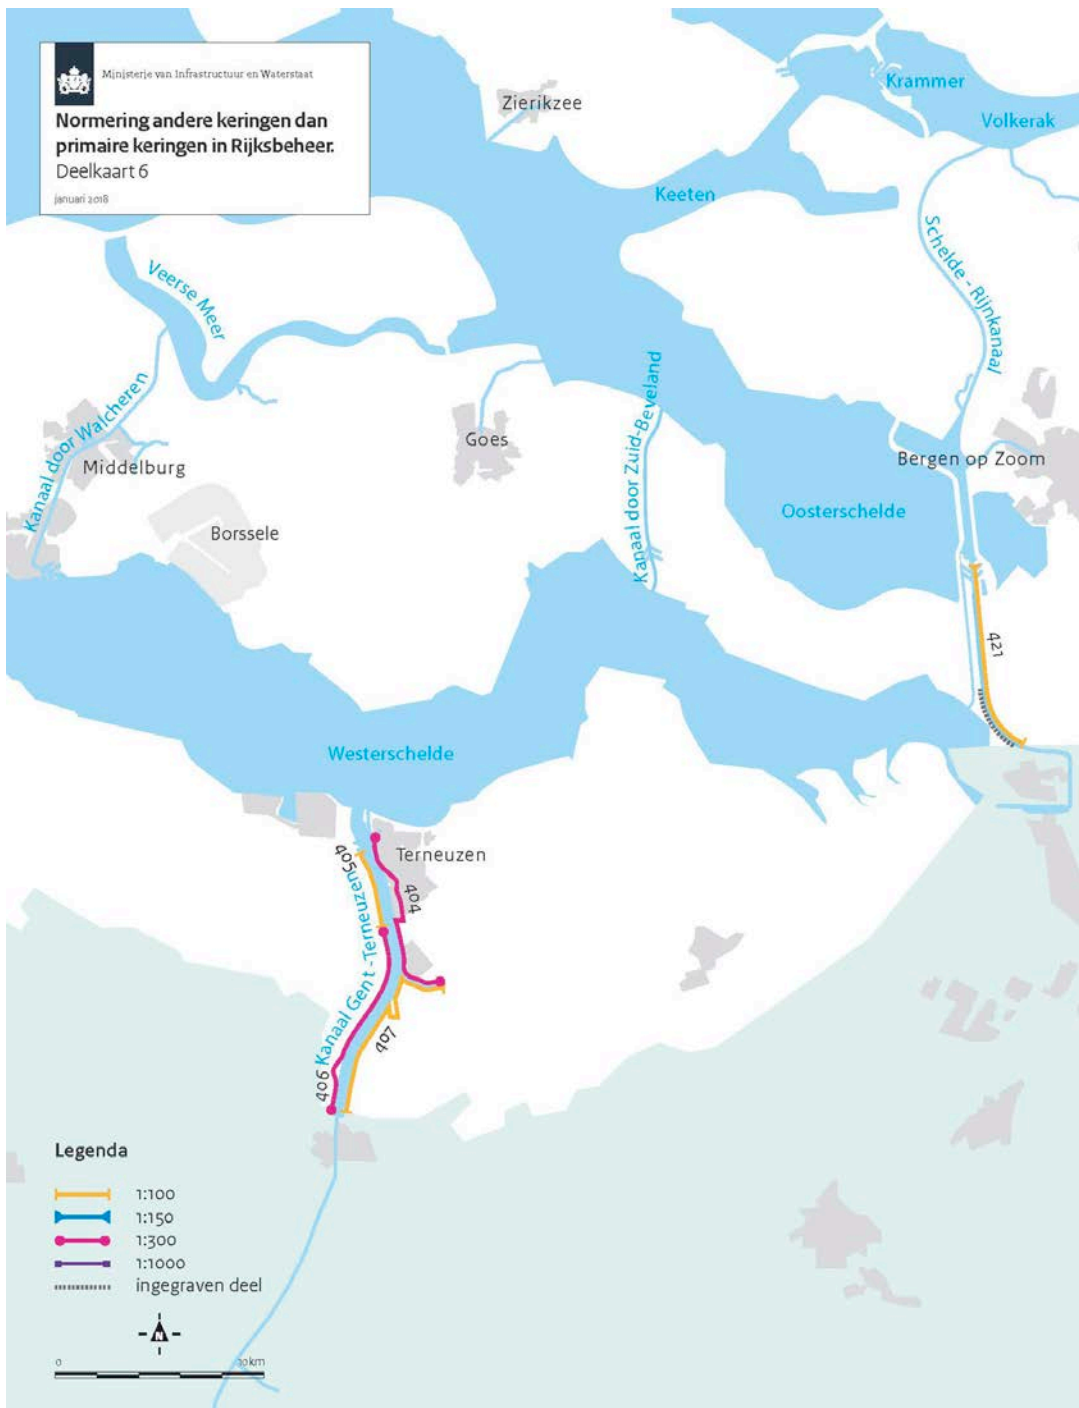 Ministerie van Infrastructuur en Waterstaat
Normering andere keringen dan
primaire keringen in Rijksbeheer.
Deelkaart 6
januari 2018
Zierikzee
Krammer
Volkerak
Keeten
Schelde - Rijnkanaal
Veerse Meer
Kanaal door Walcheren
Middelburg
Goes
Kanaal door Zuid-Beveland
Bergen op Zoom
Oosterschelde
Borssele
421
Westerschelde
405
Terneuzen
404
Kanaal Gent -Terneuzen
407
406
Legenda
1:100
1:150
1:300
1:1000
ingegraven deel
N
0
km